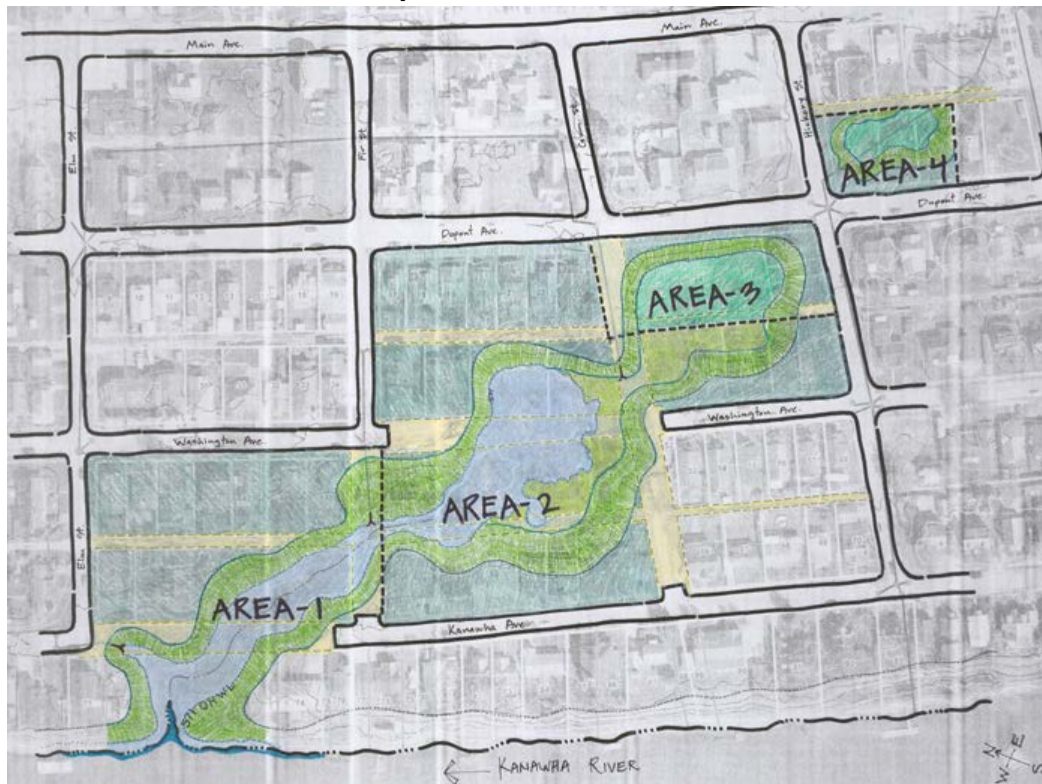 Main Ave.
Main Ave.
Elm St.
Fir St.
Hickory St.
AREA-4
Dupont Ave.
Dupont Ave.
AREA-3
Washington Ave.
Washington Ave.
AREA-2
Elm St.
AREA-1
Kanawha Ave.
KANAWHA RIVER
N
E
W
S